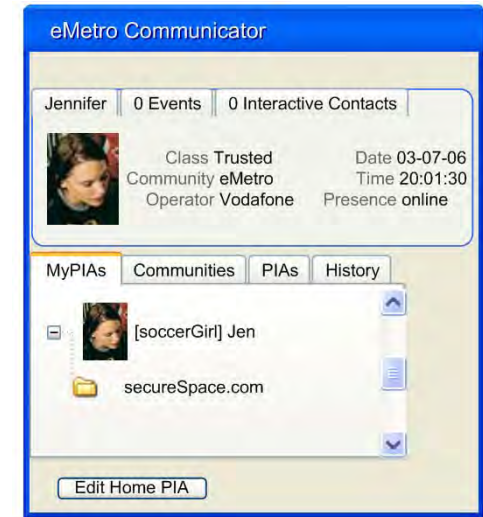 eMetro Communicator
Jennifer 0 Events 0 Interactive Contacts
Class Trusted Date 03-07-06
Community eMetro Time 20:01:30
Operator Vodafone Presence online
MyPIAs Communities PIAs History
[soccerGirl] Jen
secureSpace.com
Edit Home PIA